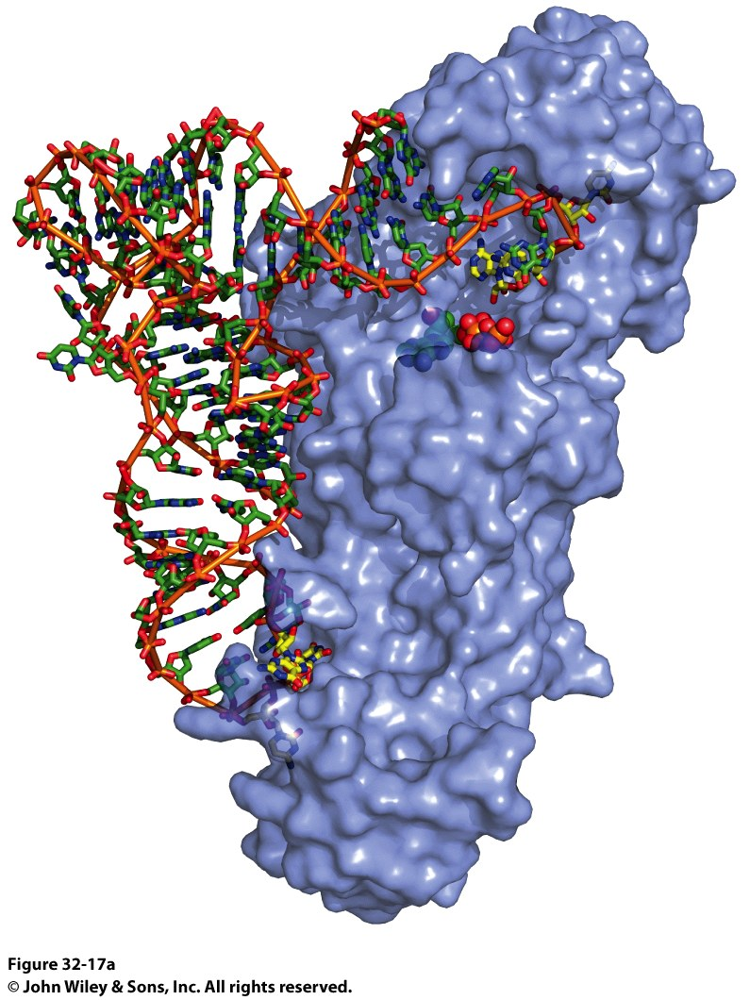 Figure 32-17a
© John Wiley & Sons, Inc. All rights reserved.